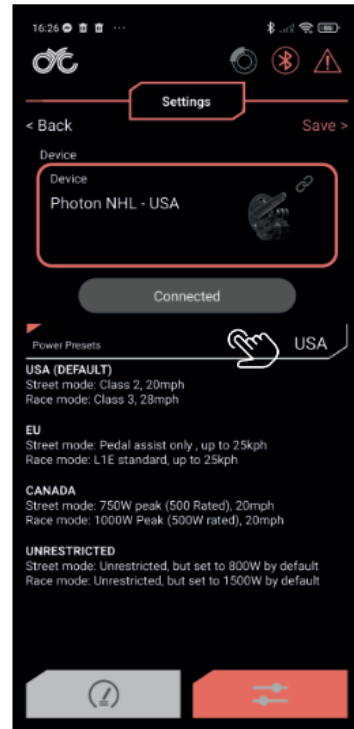 16:26 ...
Settings
< Back Save >
Device
Device
Photon NHL - USA
Connected
Power Presets USA
USA (DEFAULT)
Street mode: Class 2, 20mph
Race mode: Class 3, 28mph
EU
Street mode: Pedal assist only , up to 25kph
Race mode: L1E standard, up to 25kph
CANADA
Street mode: 750W peak (500 Rated), 20mph
Race mode: 1000W Peak (500W rated), 20mph
UNRESTRICTED
Street mode: Unrestricted, but set to 800W by default
Race mode: Unrestricted, but set to 1500W by default